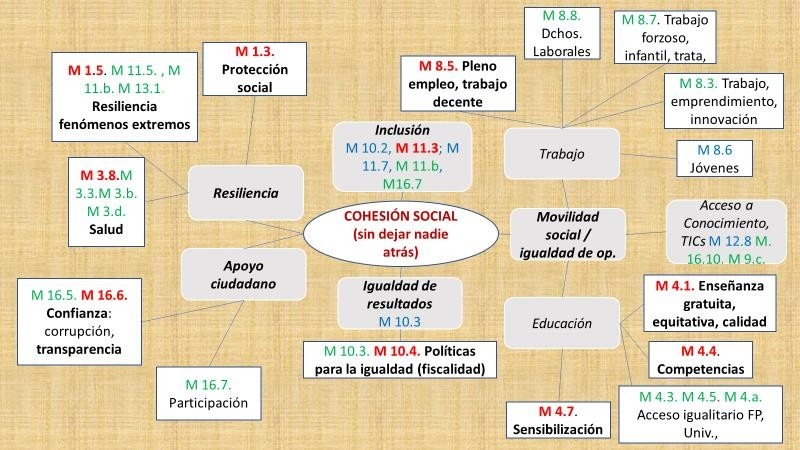 M 8.8.
Dchos.
Laborales
M 8.7. Trabajo
forzoso,
infantil, trata,
M 1.3.
Protección
social
M 1.5. M 11.5. , M
11.b. M 13.1.
Resiliencia
fenómenos extremos
M 8.5. Pleno
empleo, trabajo
decente
M 8.3. Trabajo,
emprendimiento,
innovación
Inclusión
M 10.2, M 11.3; M
11.7, M 11.b,
M16.7
Trabajo
M 8.6
Jóvenes
M 3.8.M
3.3.M 3.b.
M 3.d.
Salud
Resiliencia
COHESIÓN SOCIAL
(sin dejar nadie
atrás)
Movilidad
social /
igualdad de op.
Acceso a
Conocimiento,
TICs M 12.8 M.
16.10, M 9.c.
Apoyo
ciudadano
Igualdad de
resultados
M 10.3
Educación
M 4.1. Enseñanza
gratuita,
equitativa, calidad
M 16.5. M 16.6.
Confianza:
corrupción,
transparencia
M 10.3. M 10.4. Políticas
para la igualdad (fiscalidad)
M 4.4.
Competencias
M 16.7.
Participación
M 4.7.
Sensibilización
M 4.3. M 4.5. M 4.a.
Acceso igualitario FP,
Univ.,